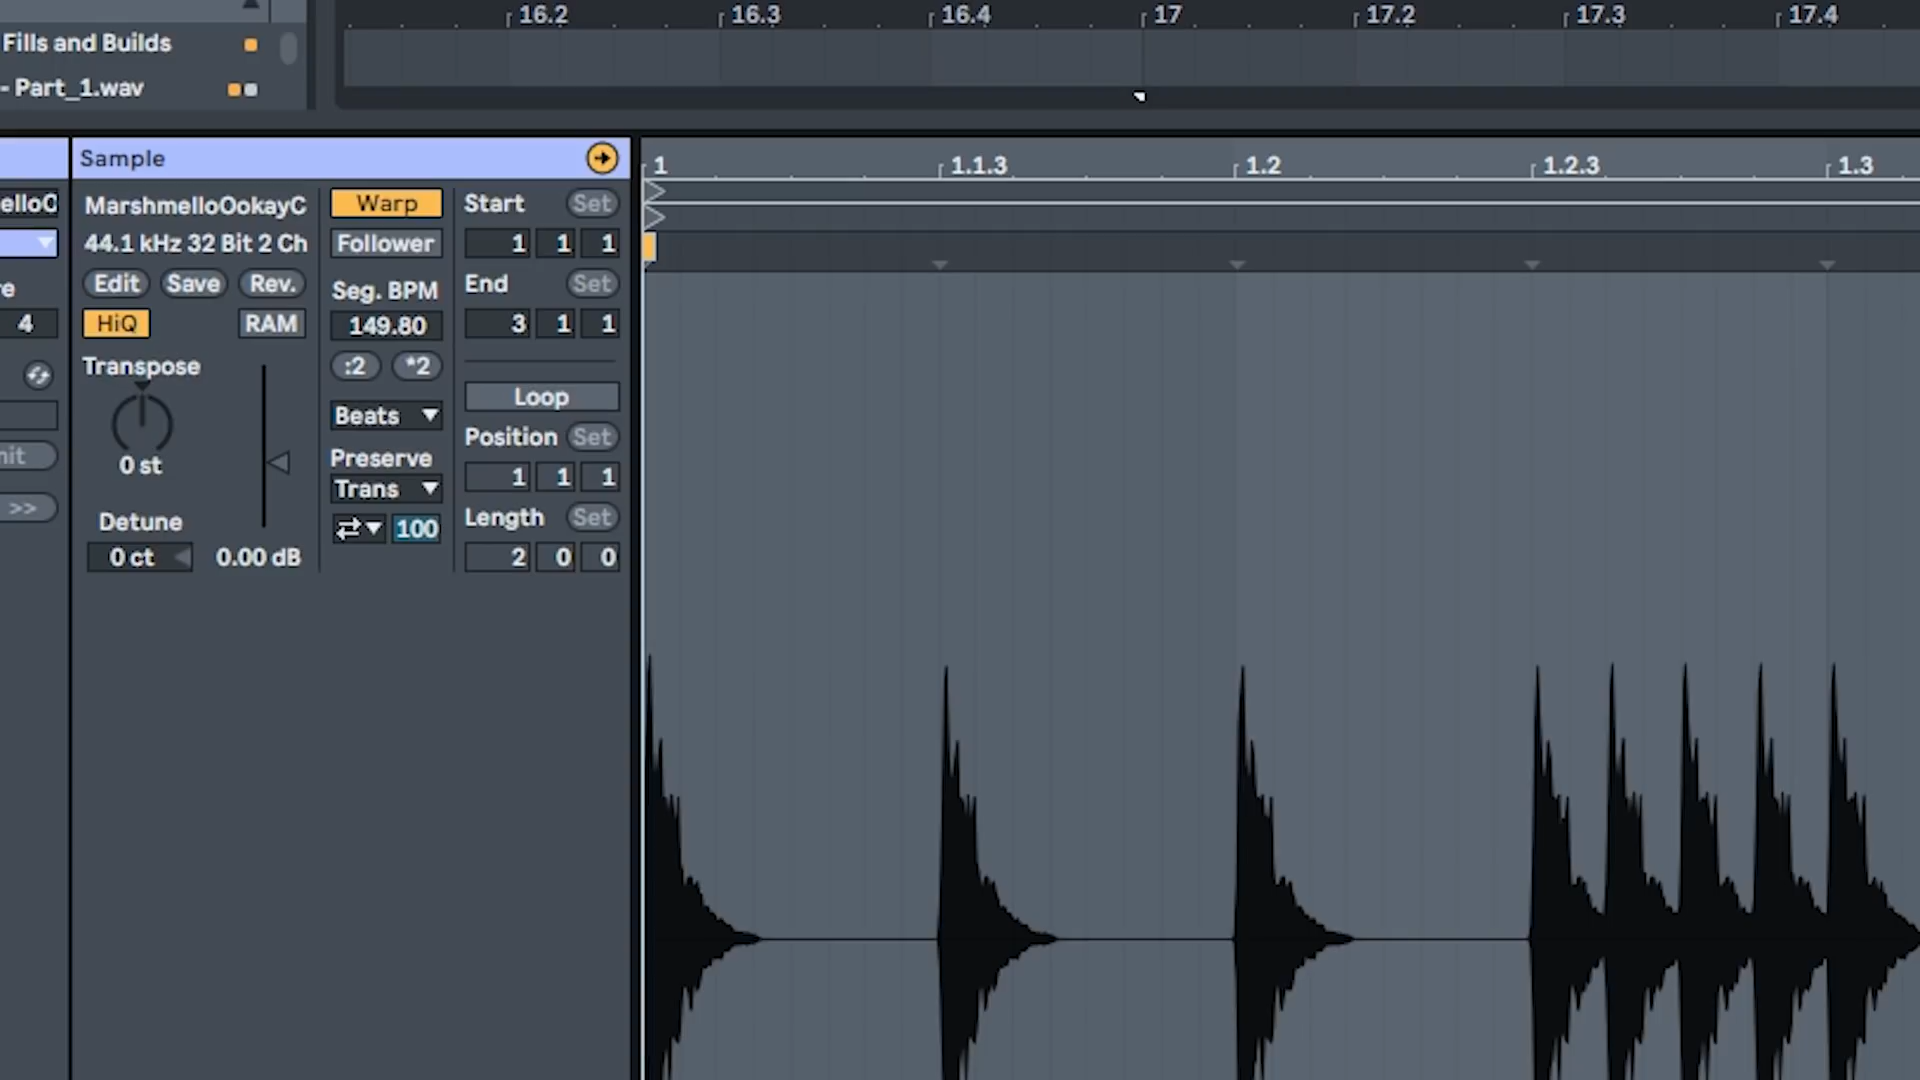 16.2 16.3 16.4 17 17.2 17.3 17.4
Fills and Builds
- Part_1.wav
Sample
1 1.1.3 1.2 1.2.3 1.3
MarshmelloOokayC Warp Start Set
44.1 kHz 32 Bit 2 Ch Follower 1 1 1
Edit Save Rev. Seg. BPM End Set
4 HiQ RAM 149.80 3 1 1
Transpose :2 *2
Loop
Beats
Position Set
0 st Preserve
Trans 1 1 1
>> Length Set
Detune 100
0 ct 0.00 dB 2 0 0